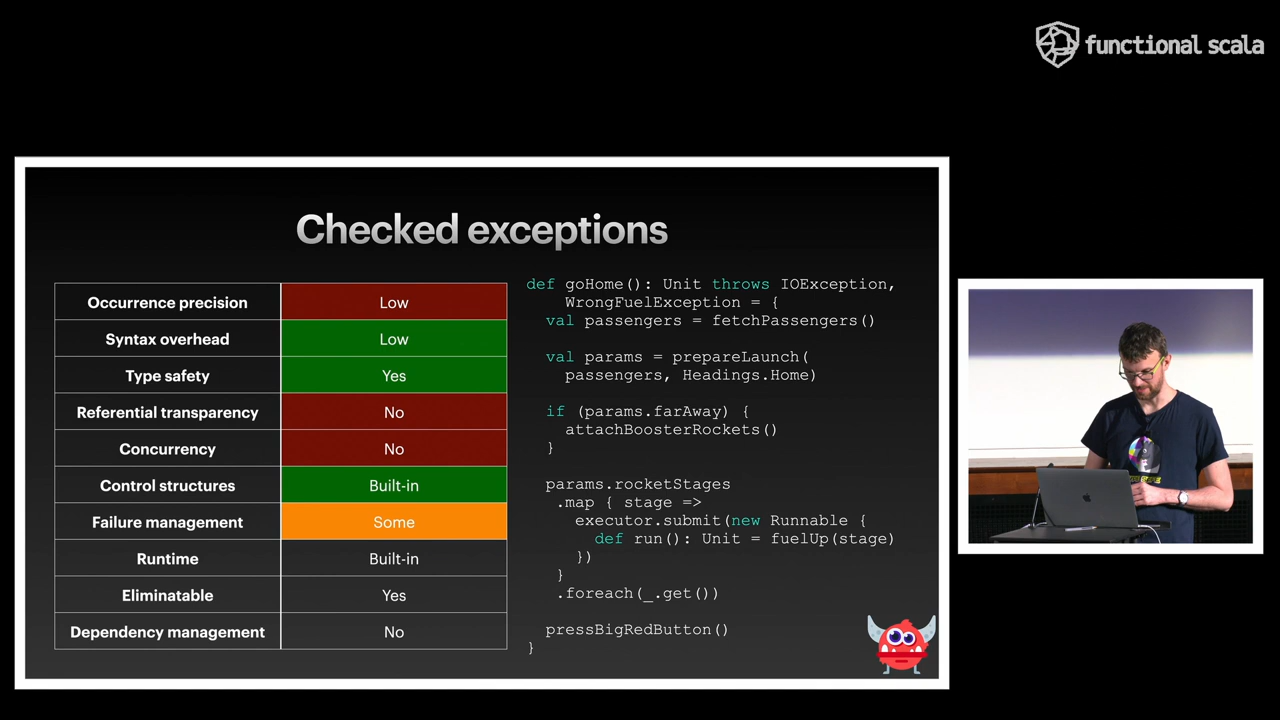 functional scala
Checked exceptions
Occurrence precision Low
Syntax overhead Low
Type safety Yes
Referential transparency No
Concurrency No
Control structures Built-in
Failure management Some
Runtime Built-in
Eliminatable Yes
Dependency management No
def goHome(): Unit throws IOException,
    WrongFuelException = {
  val passengers = fetchPassengers()
  val params = prepareLaunch(
    passengers, Headings.Home)
  if (params.farAway) {
    attachBoosterRockets()
  }
  params.rocketStages
   .map { stage =>
     executor.submit(new Runnable {
       def run(): Unit = fuelUp(stage)
     })
   }
   .foreach(_.get())
  pressBigRedButton()
}